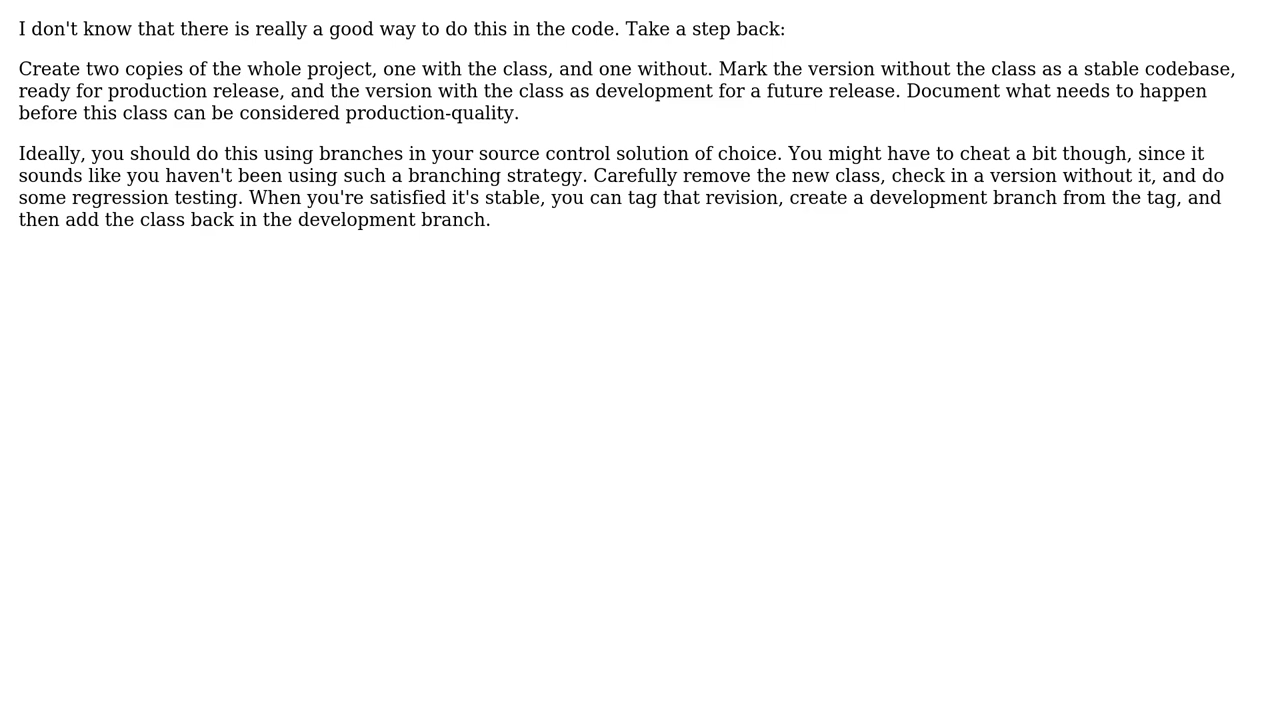 I don't know that there is really a good way to do this in the code. Take a step back:
Create two copies of the whole project, one with the class, and one without. Mark the version without the class as a stable codebase,
ready for production release, and the version with the class as development for a future release. Document what needs to happen
before this class can be considered production-quality.
Ideally, you should do this using branches in your source control solution of choice. You might have to cheat a bit though, since it
sounds like you haven't been using such a branching strategy. Carefully remove the new class, check in a version without it, and do
some regression testing. When you're satisfied it's stable, you can tag that revision, create a development branch from the tag, and
then add the class back in the development branch.